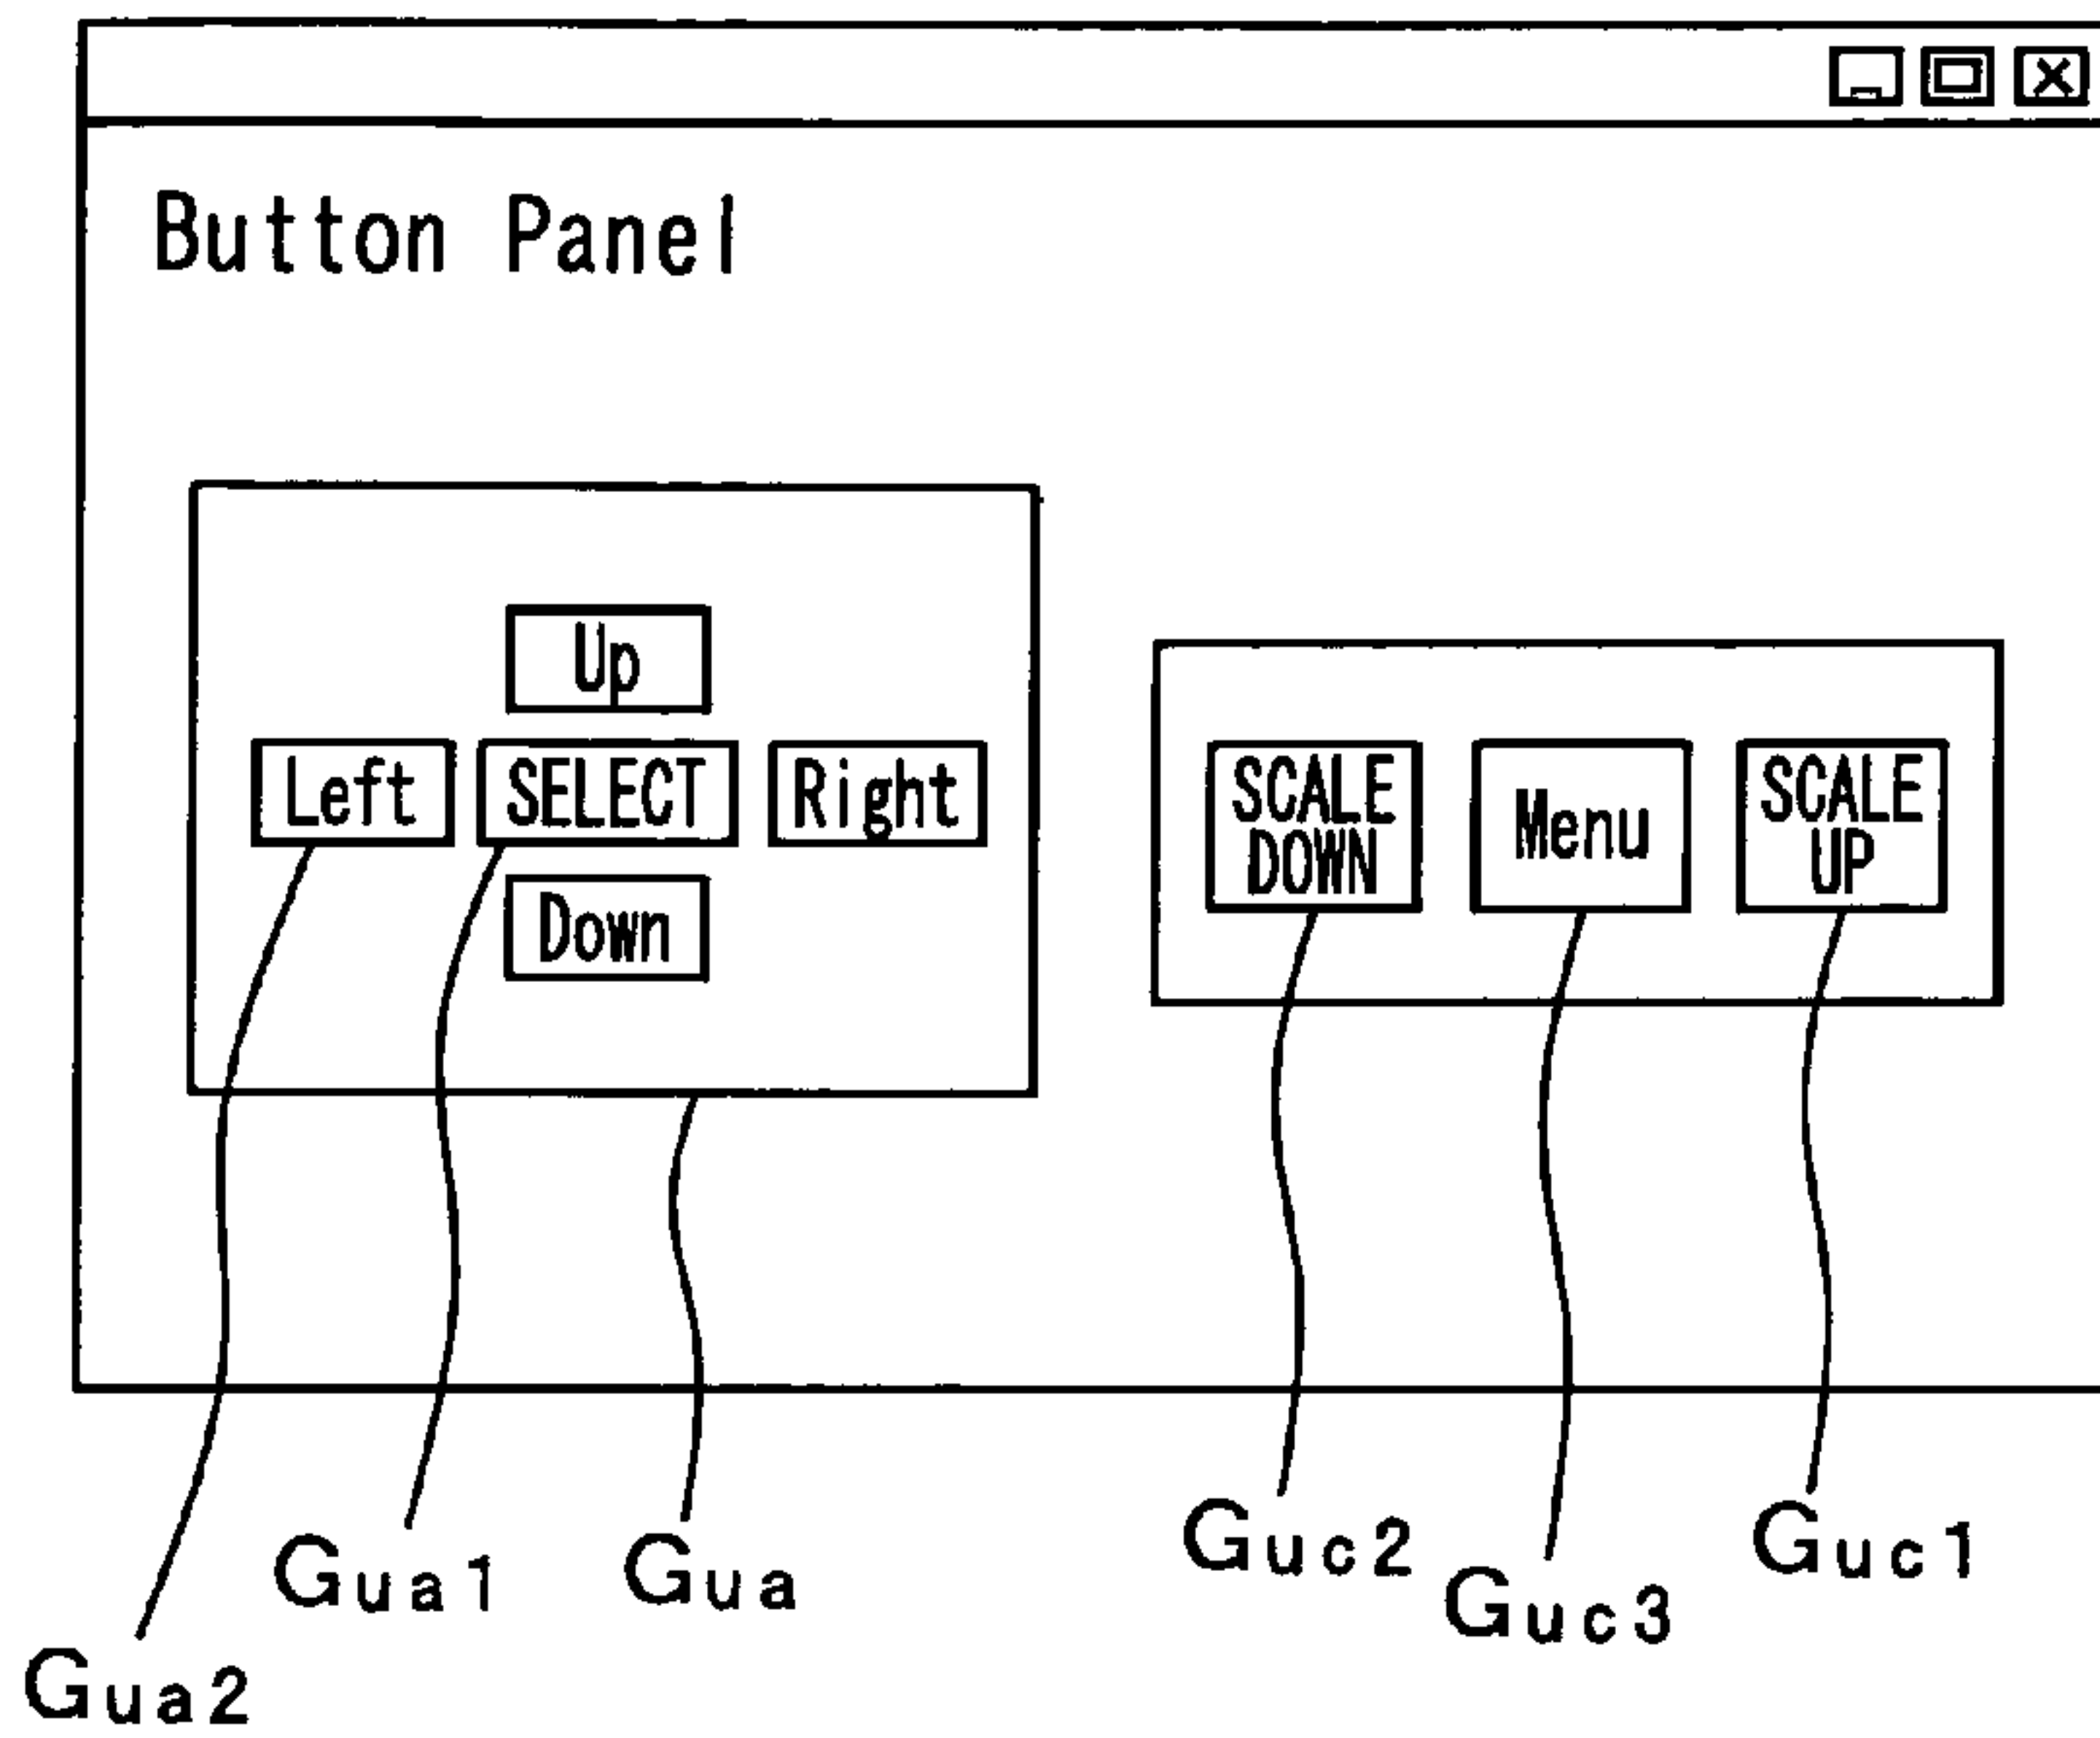 Button Panel
Up
Left SELECT Right
Down
SCALE
DOWN
Menu
SCALE
UP
Gua2
Gua1
Gua
Guc2
Guc3
Guc1